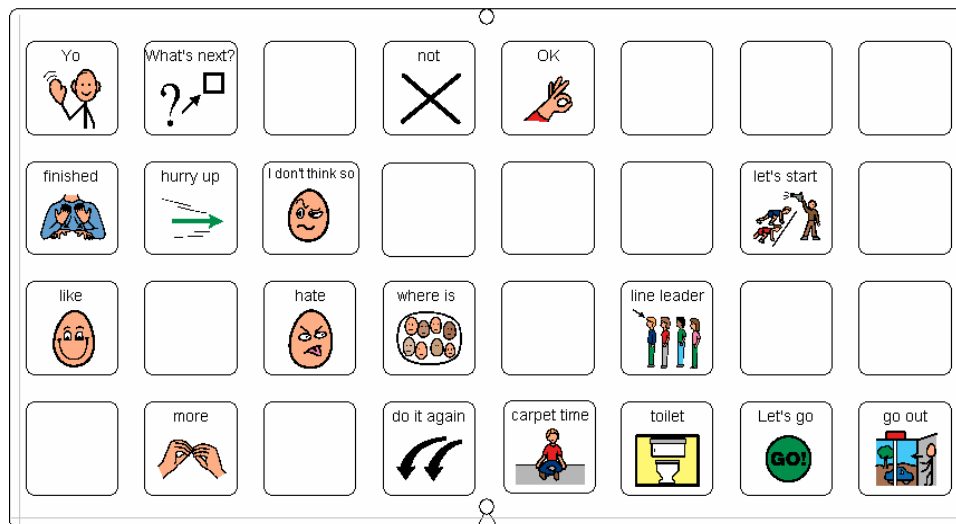 Yo
What's next?
not
OK
finished
hurry up
I don't think so
let's start
like
hate
where is
line leader
more
do it again
carpet time
toilet
Let's go
GO!
go out